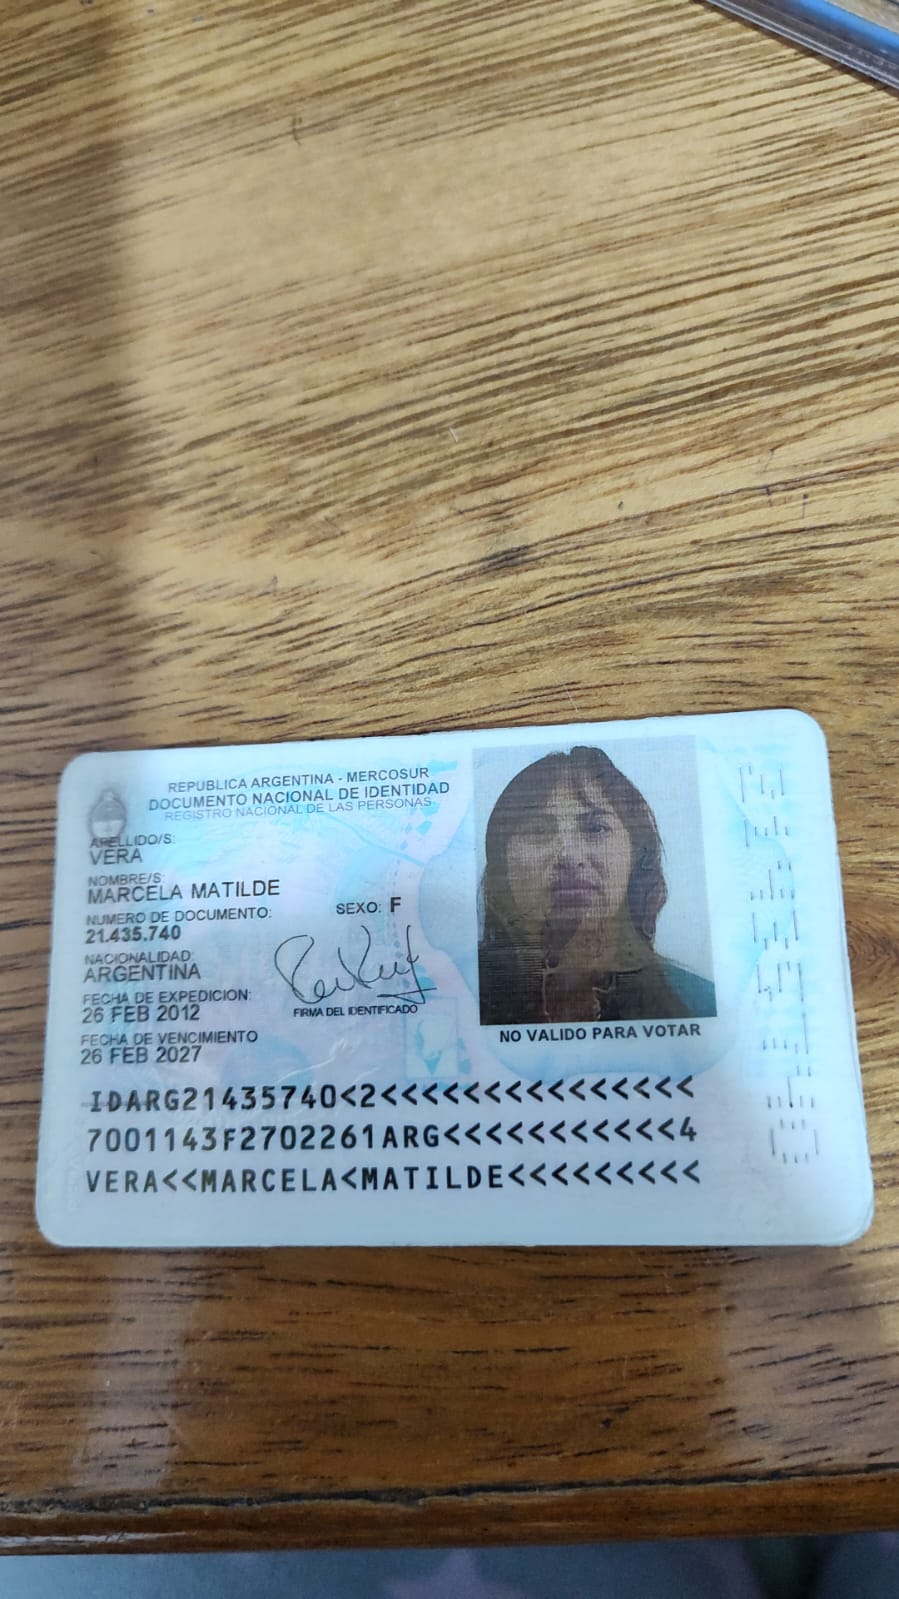 REPUBLICA ARGENTINA - MERCOSUR
DOCUMENTO NACIONAL DE IDENTIDAD
REGISTRO NACIONAL DE LAS PERSONAS
APELLIDO/S:
VERA
NOMBRE/S:
MARCELA MATILDE
NUMERO DE DOCUMENTO:
21.435.740
SEXO: F
NACIONALIDAD:
ARGENTINA
FECHA DE EXPEDICION:
26 FEB 2012
FIRMA DEL IDENTIFICADO
FECHA DE VENCIMIENTO
26 FEB 2027
NO VALIDO PARA VOTAR
IDARG21435740<2<<<<<<<<<<<<<<<
7001143F2702261ARG<<<<<<<<<<<4
VERA<<MARCELA<MATILDE<<<<<<<<<